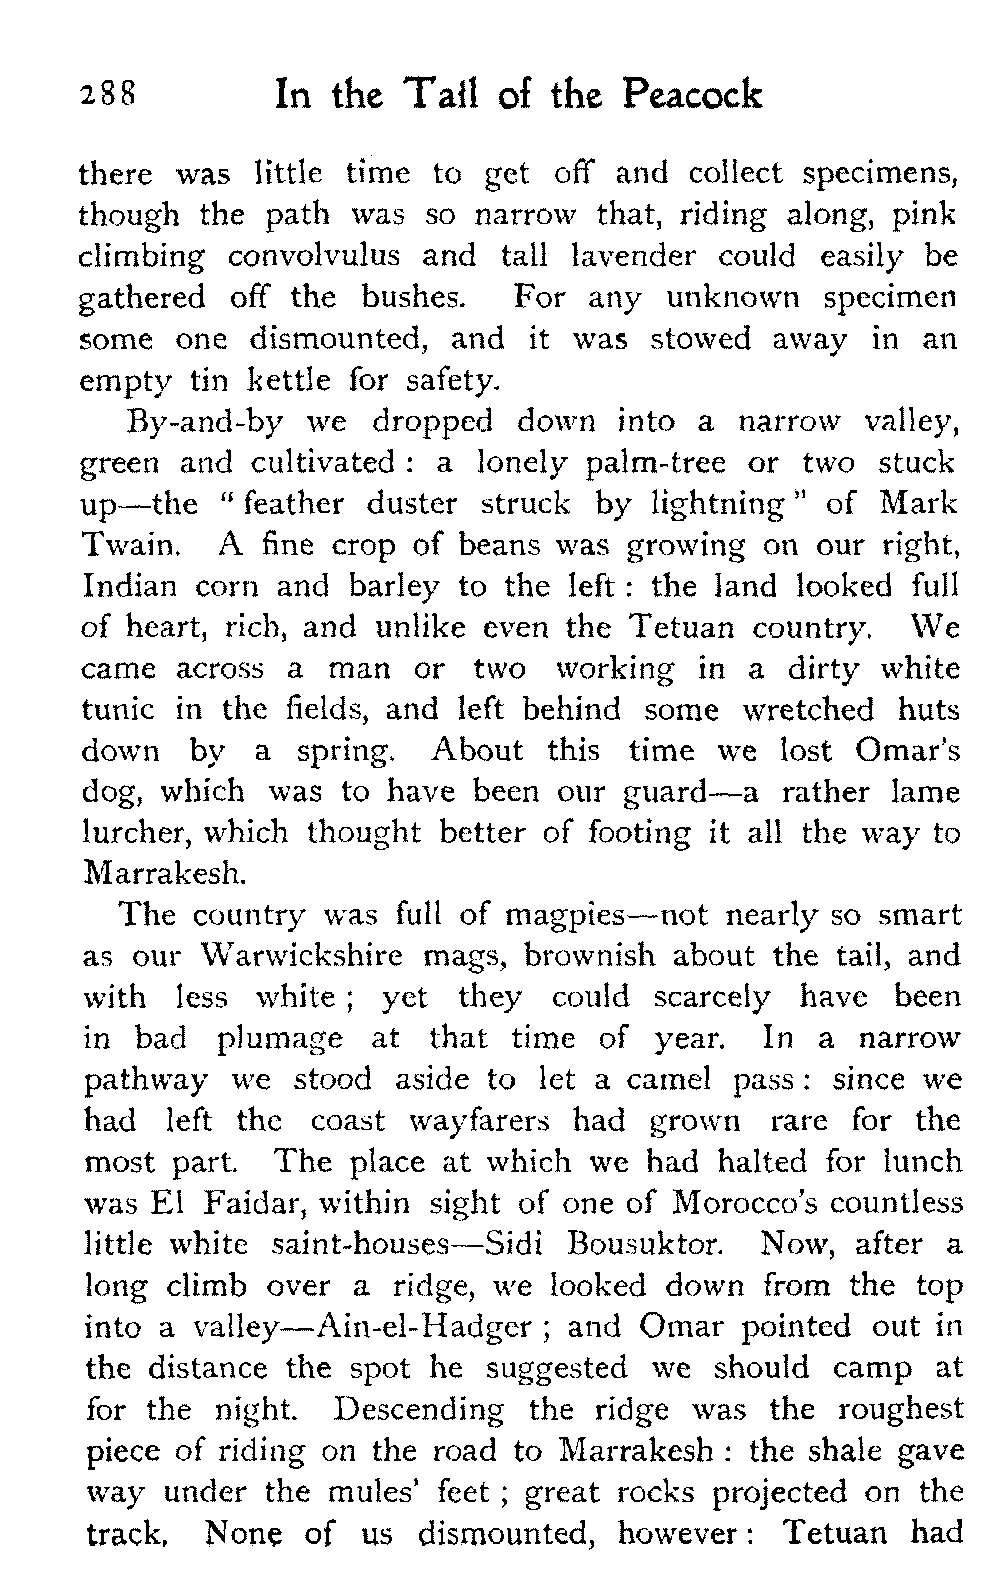 288 In the Tail of the Peacock
there was little time to get off and collect specimens,
though the path was so narrow that, riding along, pink
climbing convolvulus and tall lavender could easily be
gathered off the bushes. For any unknown specimen
some one dismounted, and it was stowed away in an
empty tin kettle for safety.
By-and-by we dropped down into a narrow valley,
green and cultivated : a lonely palm-tree or two stuck
up—the “ feather duster struck by lightning ” of Mark
Twain. A fine crop of beans was growing on our right,
Indian corn and barley to the left : the land looked full
of heart, rich, and unlike even the Tetuan country. We
came across a man or two working in a dirty white
tunic in the fields, and left behind some wretched huts
down by a spring. About this time we lost Omar’s
dog, which was to have been our guard—a rather lame
lurcher, which thought better of footing it all the way to
Marrakesh.
The country was full of magpies—not nearly so smart
as our Warwickshire mags, brownish about the tail, and
with less white ; yet they could scarcely have been
in bad plumage at that time of year. In a narrow
pathway we stood aside to let a camel pass : since we
had left the coast wayfarers had grown rare for the
most part. The place at which we had halted for lunch
was El Faidar, within sight of one of Morocco’s countless
little white saint-houses—Sidi Bousuktor. Now, after a
long climb over a ridge, we looked down from the top
into a valley—Ain-el-Hadger ; and Omar pointed out in
the distance the spot he suggested we should camp at
for the night. Descending the ridge was the roughest
piece of riding on the road to Marrakesh : the shale gave
way under the mules’ feet ; great rocks projected on the
track. None of us dismounted, however : Tetuan had